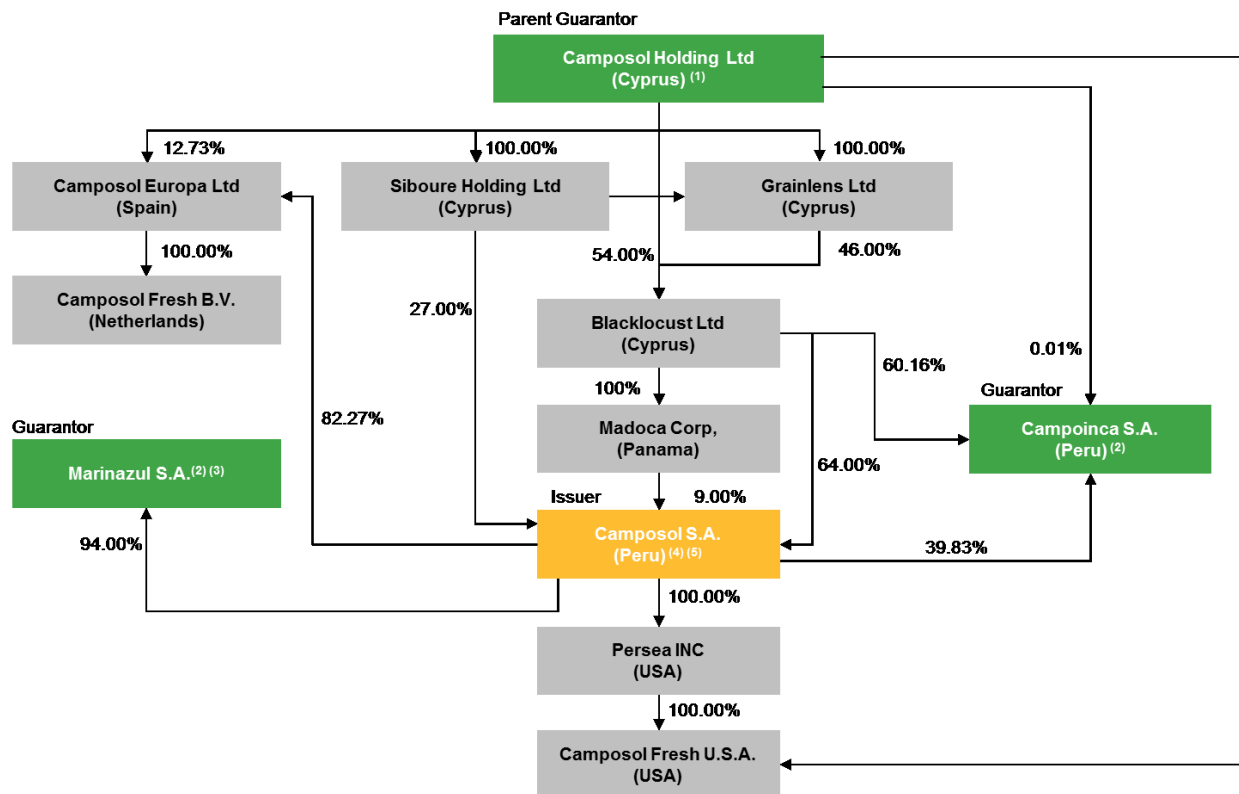 Parent Guarantor
Camposol Holding Ltd
(Cyprus) (1)
12.73%
100.00%
100.00%
Camposol Europa Ltd
(Spain)
Siboure Holding Ltd
(Cyprus)
Grainlens Ltd
(Cyprus)
100.00%
54.00%
46.00%
Camposol Fresh B.V.
(Netherlands)
27.00%
Blacklocust Ltd
(Cyprus)
0.01%
60.16%
100%
Guarantor
82.27%
Madoca Corp,
(Panama)
Campoinca S.A.
(Peru) (2)
Guarantor
Marinazul S.A.(2) (3)
64.00%
Issuer
9.00%
Camposol S.A.
(Peru) (4) (5)
94.00%
39.83%
100.00%
Persea INC
(USA)
100.00%
Camposol Fresh U.S.A.
(USA)